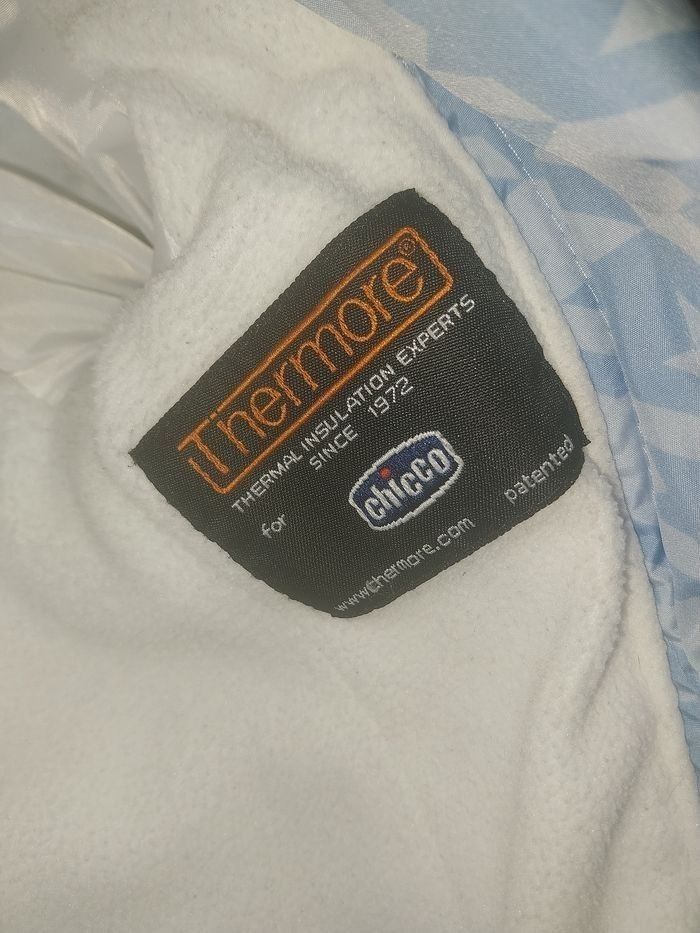 Thermore®
THERMAL INSULATION EXPERTS
SINCE 1972
for chicco patented
www.thermore.com